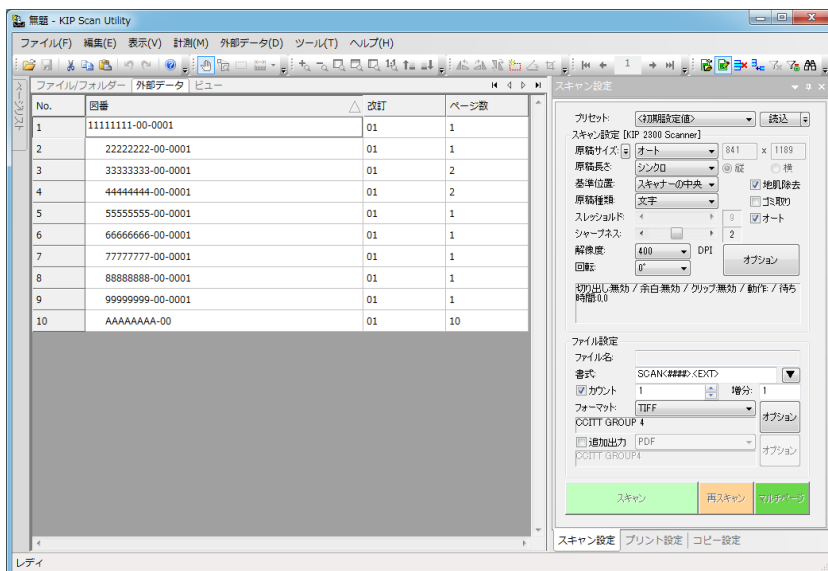 無題 - KIP Scan Utility
ファイル(F) 編集(E) 表示(V) 計測(M) 外部データ(D) ツール(T) ヘルプ(H)
1
ページリスト
ファイル/フォルダー 外部データ ビュー
No. 図番 改訂 ページ数
1 11111111-00-0001 01 1
2 22222222-00-0001 01 1
3 33333333-00-0001 01 2
4 44444444-00-0001 01 2
5 55555555-00-0001 01 1
6 66666666-00-0001 01 1
7 77777777-00-0001 01 1
8 88888888-00-0001 01 1
9 99999999-00-0001 01 1
10 AAAAAAAA-00 01 10
スキャン設定
プリセット: <初期設定値> 読込
スキャン設定 [KIP 2300 Scanner]
原稿サイズ: オート 841 x 1189
原稿長さ: シンクロ 縦 横
基準位置: スキャナーの中央 地肌除去
原稿種類: 文字 ゴミ取り
スレッショルド: 9 オート
シャープネス: 2
解像度: 400 DPI オプション
回転: 0°
切り出し:無効 / 余白:無効 / クリップ:無効 / 動作: / 待ち
時間:0.0
ファイル設定
ファイル名:
書式: SCAN<####>.<EXT>
カウント 1 増分: 1
フォーマット: TIFF オプション
CCITT GROUP 4
追加出力 PDF オプション
CCITT GROUP4
スキャン 再スキャン マルチページ
スキャン設定 プリント設定 コピー設定
レディ